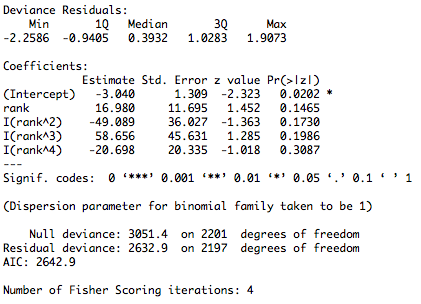 Deviance Residuals:
    Min       1Q   Median       3Q      Max
-2.2586  -0.9405   0.3932   1.0283   1.9073
Coefficients:
            Estimate Std. Error z value Pr(>|z|)
(Intercept)   -3.040      1.309  -2.323   0.0202 *
rank          16.980     11.695   1.452   0.1465
I(rank^2)    -49.089     36.027  -1.363   0.1730
I(rank^3)     58.656     45.631   1.285   0.1986
I(rank^4)    -20.698     20.335  -1.018   0.3087
---
Signif. codes:  0 ‘***’ 0.001 ‘**’ 0.01 ‘*’ 0.05 ‘.’ 0.1 ‘ ’ 1
(Dispersion parameter for binomial family taken to be 1)
    Null deviance: 3051.4  on 2201  degrees of freedom
Residual deviance: 2632.9  on 2197  degrees of freedom
AIC: 2642.9
Number of Fisher Scoring iterations: 4